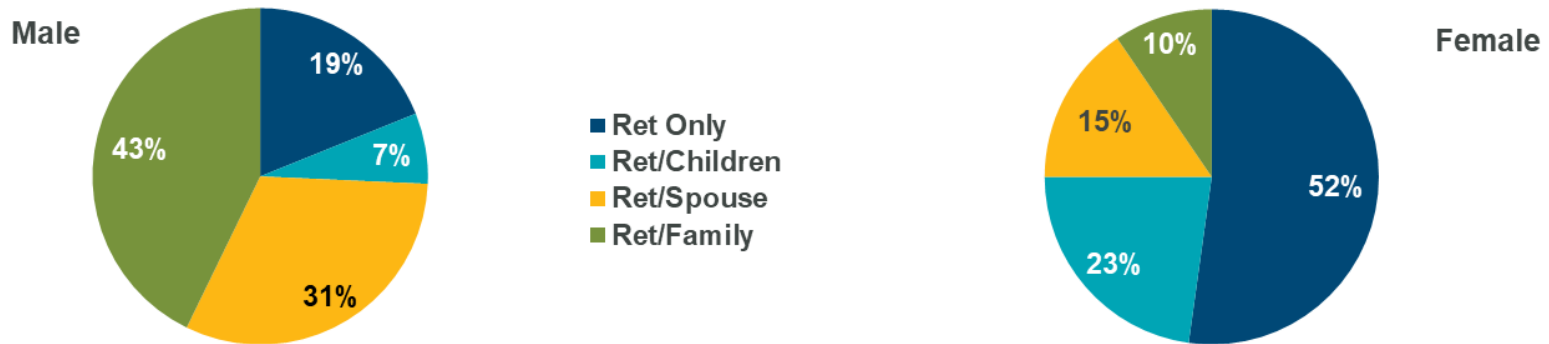 Male
19%
7%
31%
43%
Ret Only
Ret/Children
Ret/Spouse
Ret/Family
Female
52%
23%
15%
10%